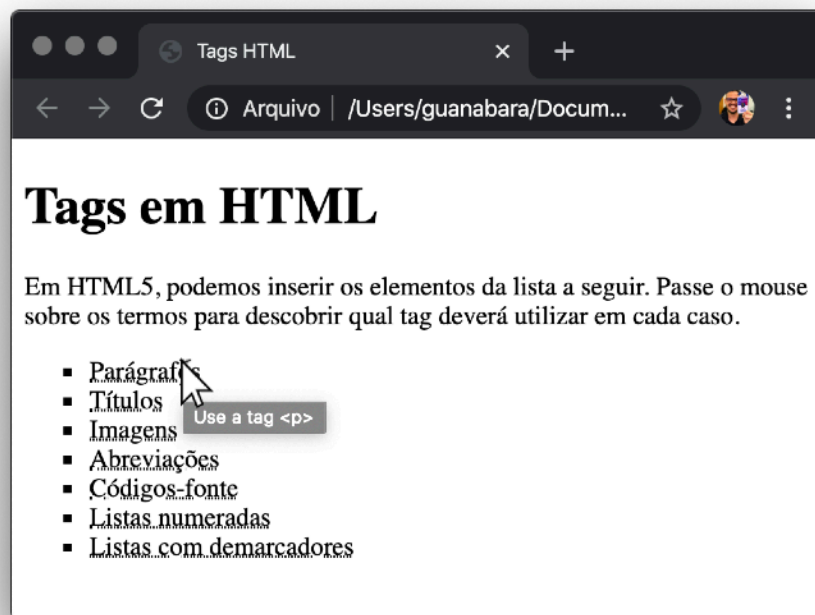 Tags HTML
Arquivo /Users/guanabara/Docum...
Tags em HTML
Em HTML5, podemos inserir os elementos da lista a seguir. Passe o mouse
sobre os termos para descobrir qual tag deverá utilizar em cada caso.
Parágrafos
Títulos
Use a tag <p>
Imagens
Abreviações
Códigos-fonte
Listas numeradas
Listas com demarcadores